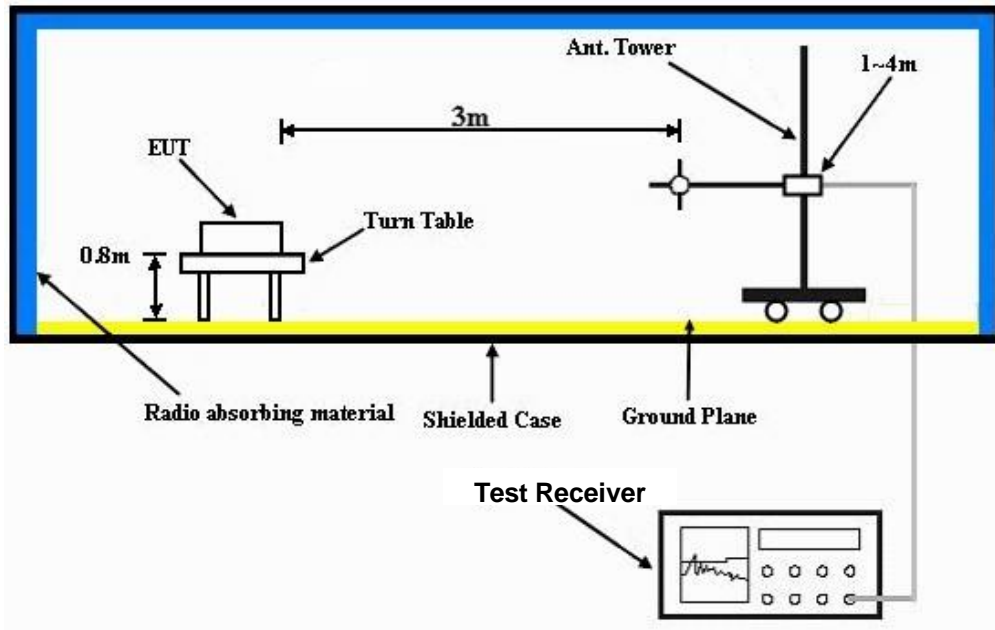 Ant. Tower
1~4m
3m
EUT
Turn Table
0.8m
Radio absorbing material
Shielded Case
Ground Plane
Test Receiver